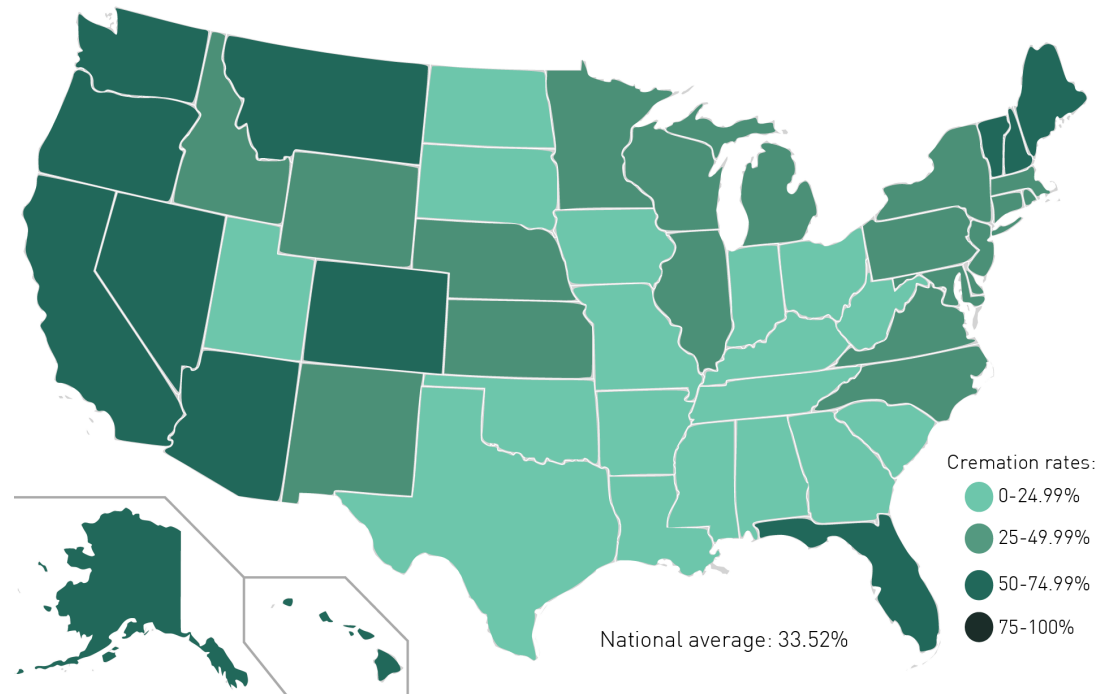 Cremation rates:
0-24.99%
25-49.99%
50-74.99%
75-100%
National average: 33.52%